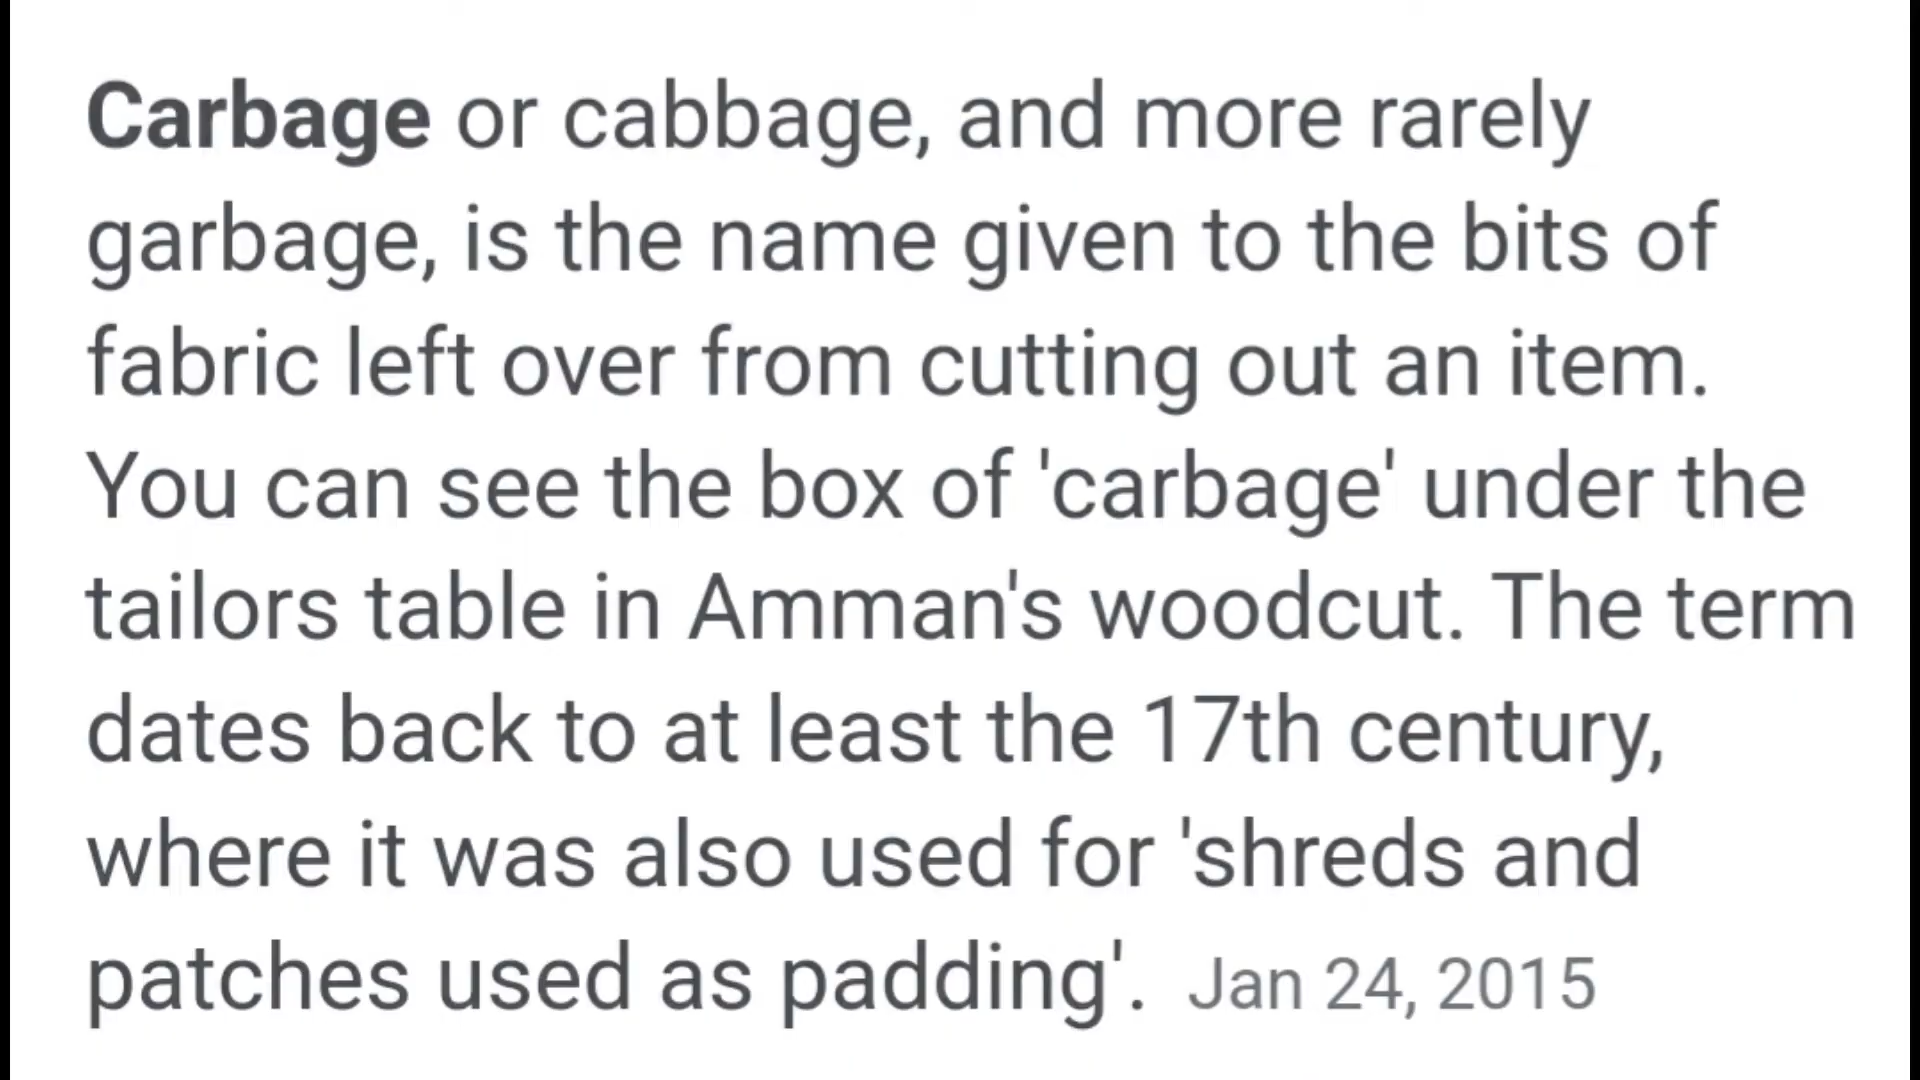 Carbage or cabbage, and more rarely
garbage, is the name given to the bits of
fabric left over from cutting out an item.
You can see the box of 'carbage' under the
tailors table in Amman's woodcut. The term
dates back to at least the 17th century,
where it was also used for 'shreds and
patches used as padding'. Jan 24, 2015